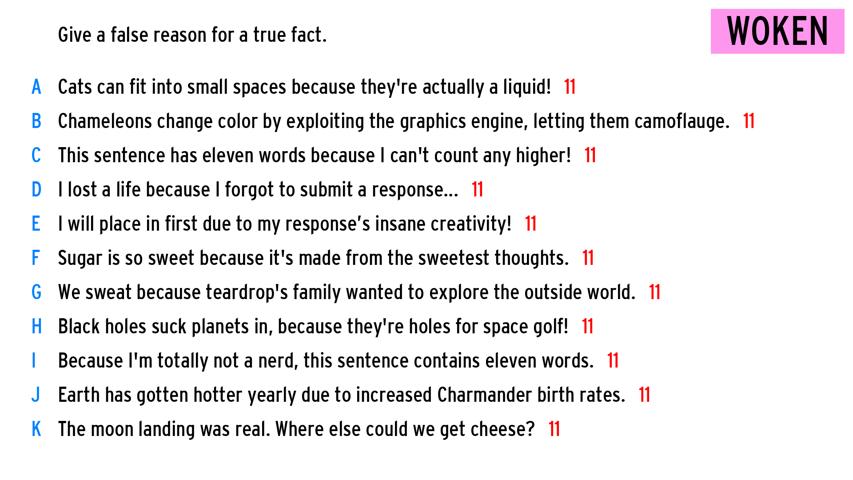 Give a false reason for a true fact.
WOKEN
A Cats can fit into small spaces because they're actually a liquid! 11
B Chameleons change color by exploiting the graphics engine, letting them camoflauge. 11
C This sentence has eleven words because I can't count any higher! 11
D I lost a life because I forgot to submit a response... 11
E I will place in first due to my response’s insane creativity! 11
F Sugar is so sweet because it's made from the sweetest thoughts. 11
G We sweat because teardrop's family wanted to explore the outside world. 11
H Black holes suck planets in, because they're holes for space golf! 11
I Because I'm totally not a nerd, this sentence contains eleven words. 11
J Earth has gotten hotter yearly due to increased Charmander birth rates. 11
K The moon landing was real. Where else could we get cheese? 11